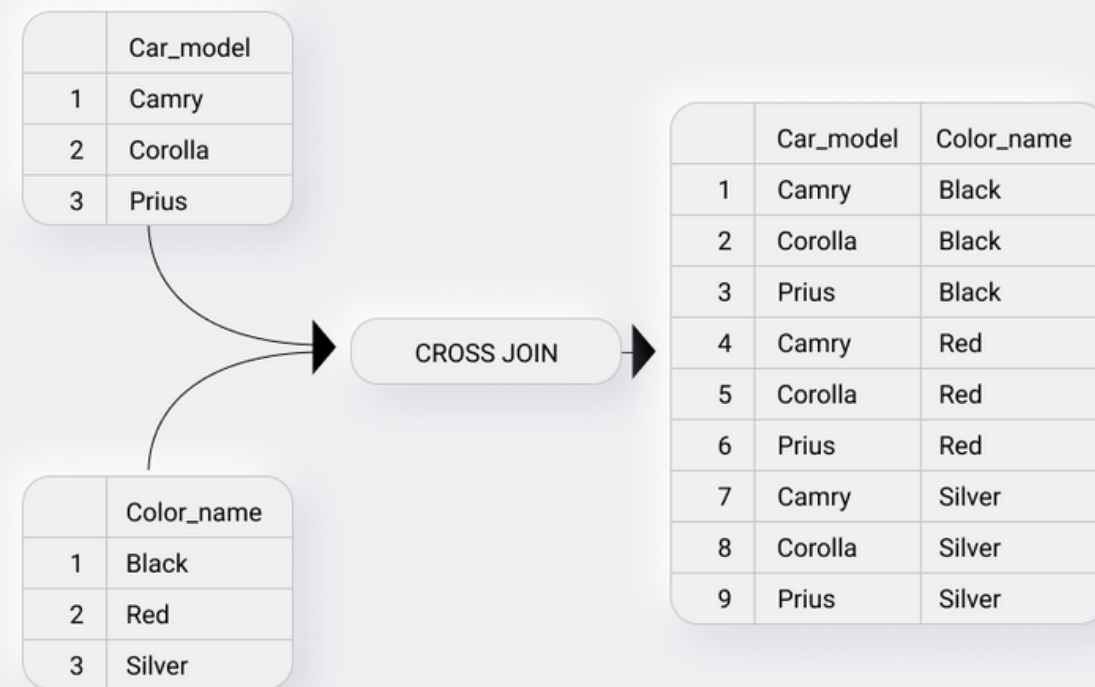 Car_model
1 Camry
2 Corolla
3 Prius
CROSS JOIN
Color_name
1 Black
2 Red
3 Silver
Car_model Color_name
1 Camry Black
2 Corolla Black
3 Prius Black
4 Camry Red
5 Corolla Red
6 Prius Red
7 Camry Silver
8 Corolla Silver
9 Prius Silver